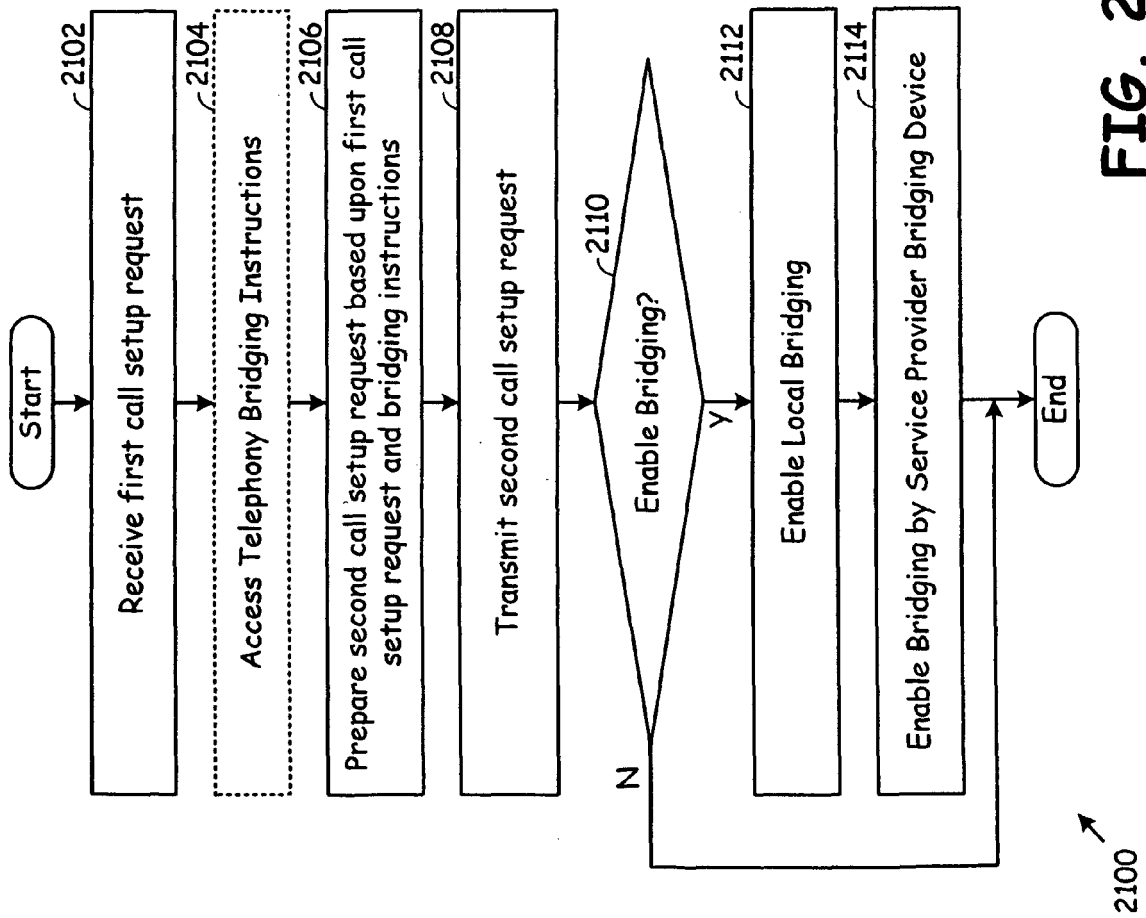 Start
2102
Receive first call setup request
2104
Access Telephony Bridging Instructions
2106
Prepare second call setup request based upon first call
setup request and bridging instructions
2108
Transmit second call setup request
2110
Enable Bridging?
N
Y
2112
Enable Local Bridging
2114
Enable Bridging by Service Provider Bridging Device
End
2100
FIG. 2